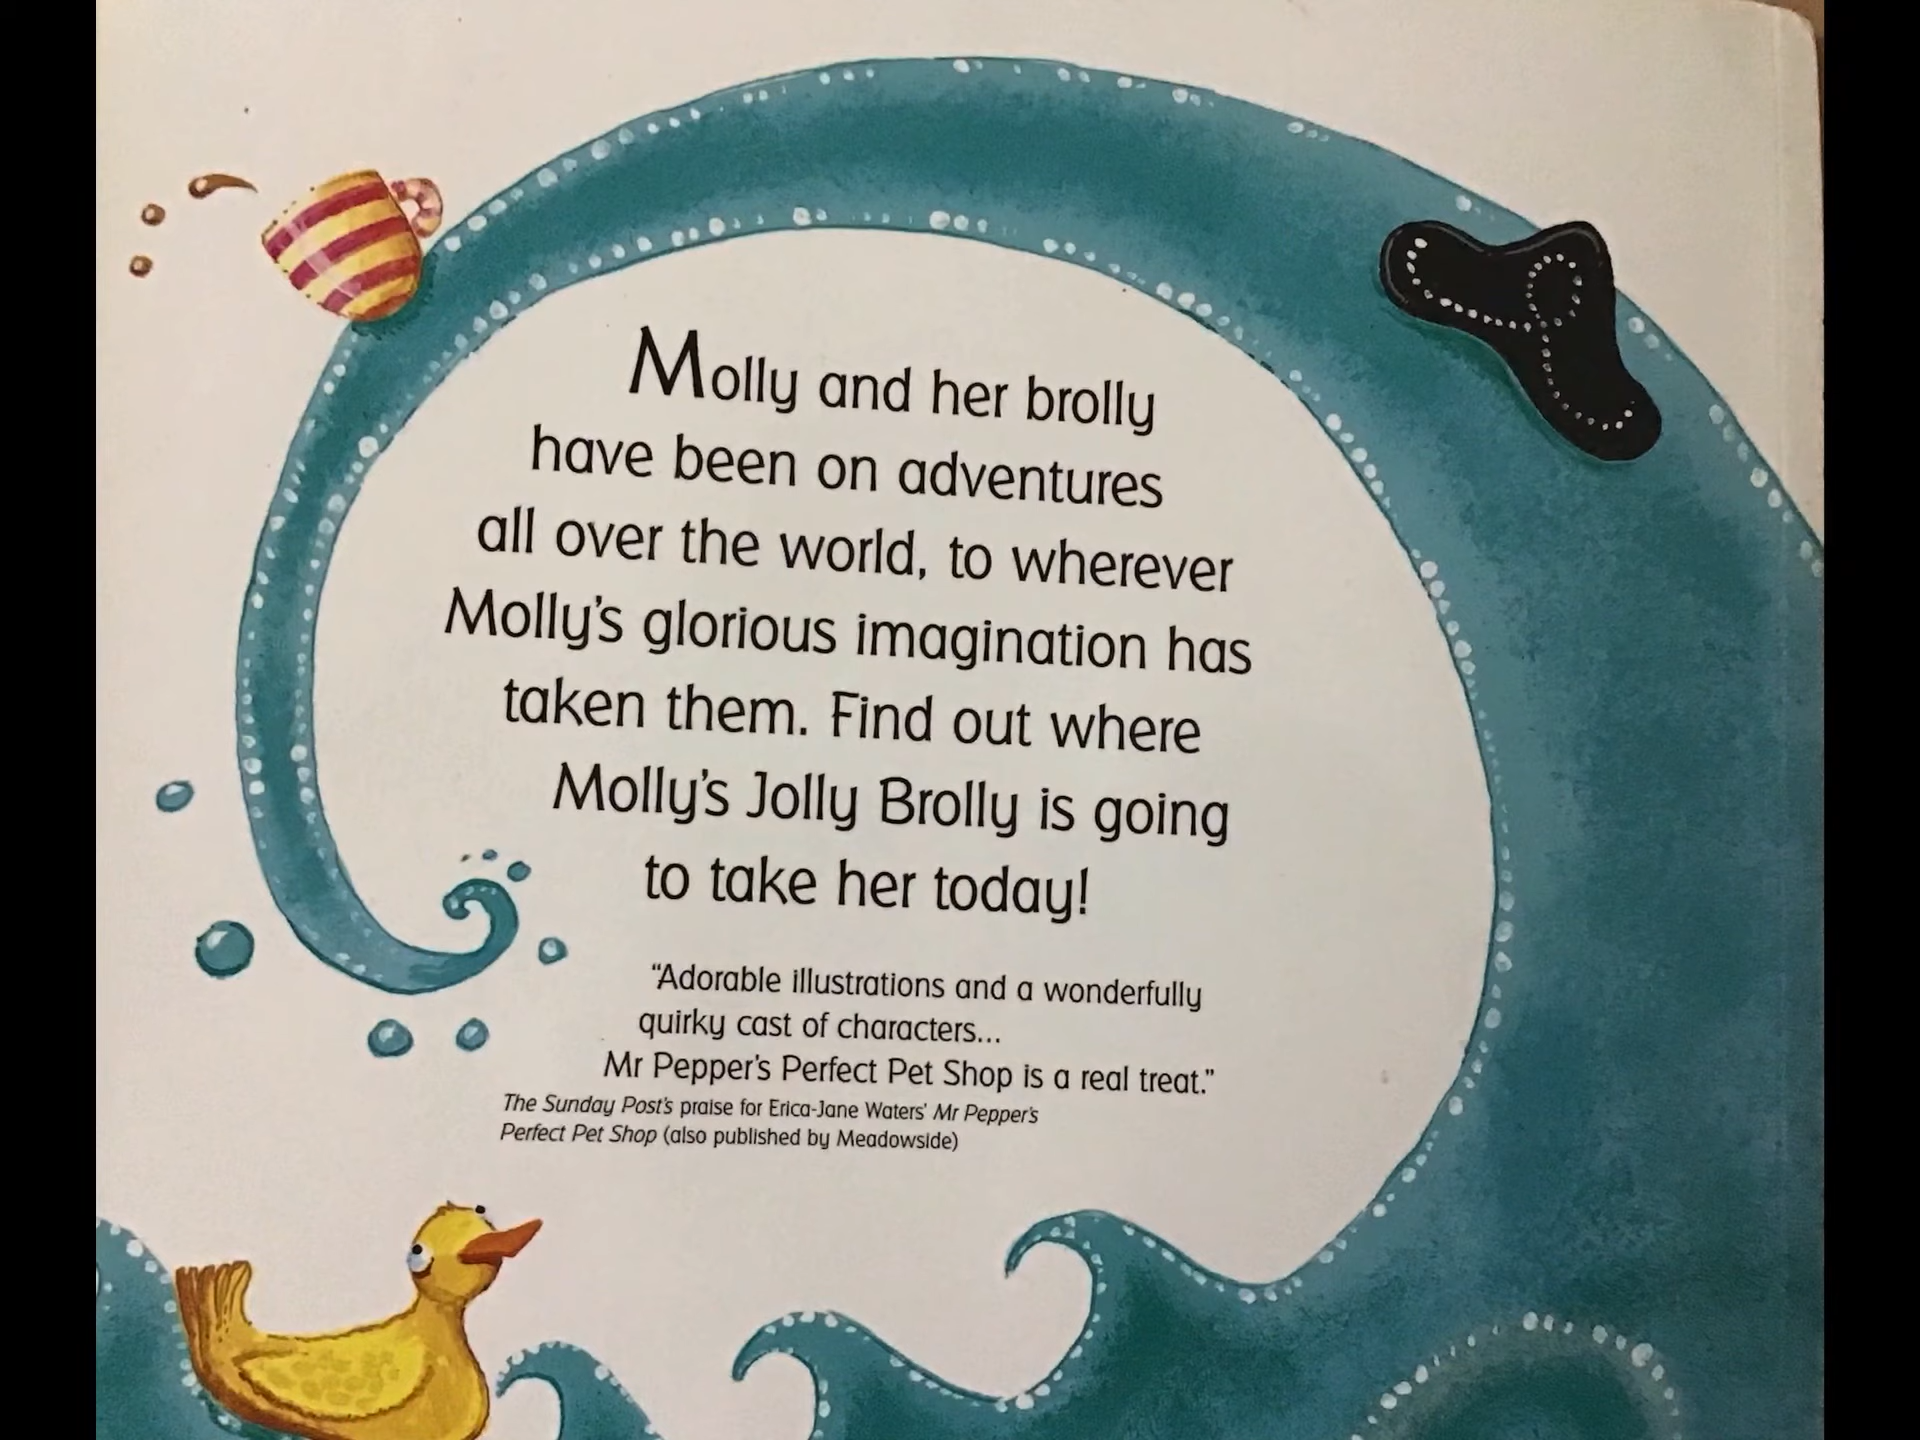 Molly and her brolly
have been on adventures
all over the world, to wherever
Molly's glorious imagination has
taken them. Find out where
Molly's Jolly Brolly is going
to take her today!
"Adorable illustrations and a wonderfully
quirky cast of characters...
Mr Pepper's Perfect Pet Shop is a real treat."
The Sunday Post's praise for Erica-Jane Waters' Mr Pepper's
Perfect Pet Shop (also published by Meadowside)